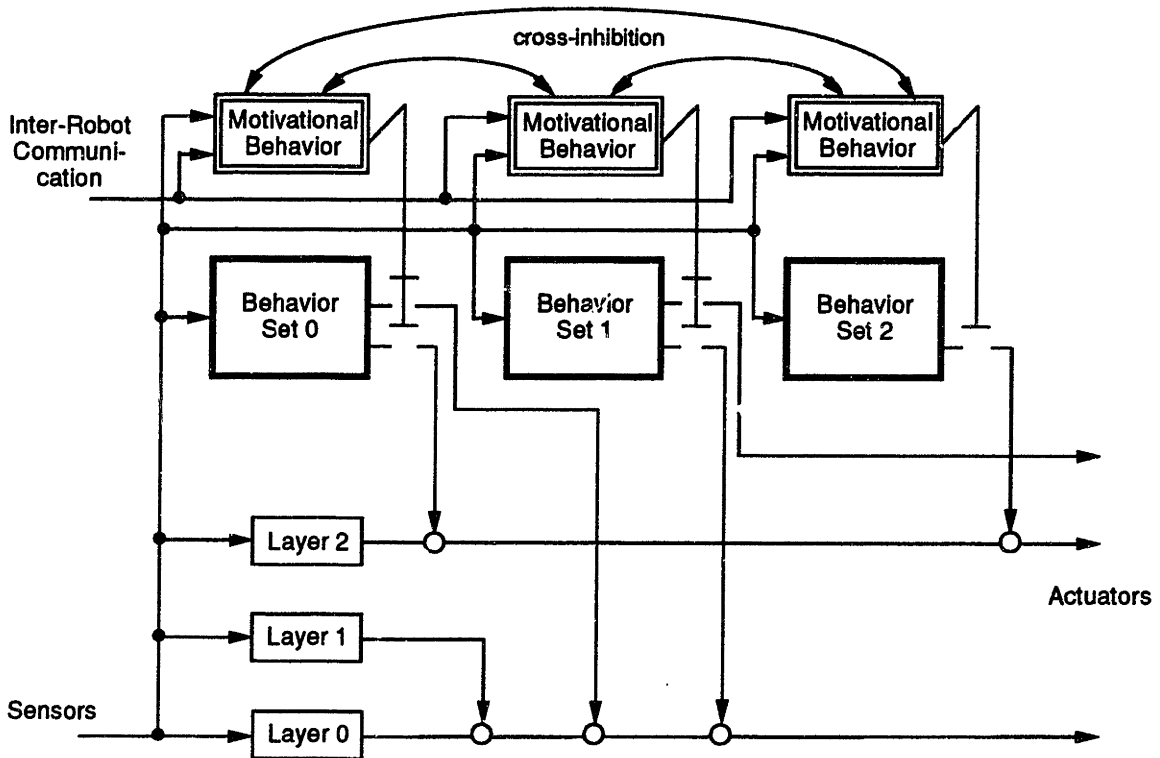 cross-inhibition
Inter-Robot
Communi-
cation
Motivational
Behavior
Motivational
Behavior
Motivational
Behavior
Behavior
Set 0
Behavior
Set 1
Behavior
Set 2
Layer 2
Actuators
Layer 1
Sensors
Layer 0